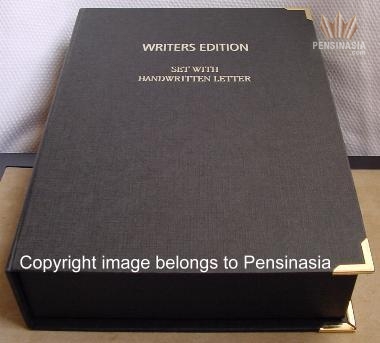 PENSINASIA
.com
WRITERS EDITION
SET WITH
HANDWRITTEN LETTER
Copyright image belongs to Pensinasia